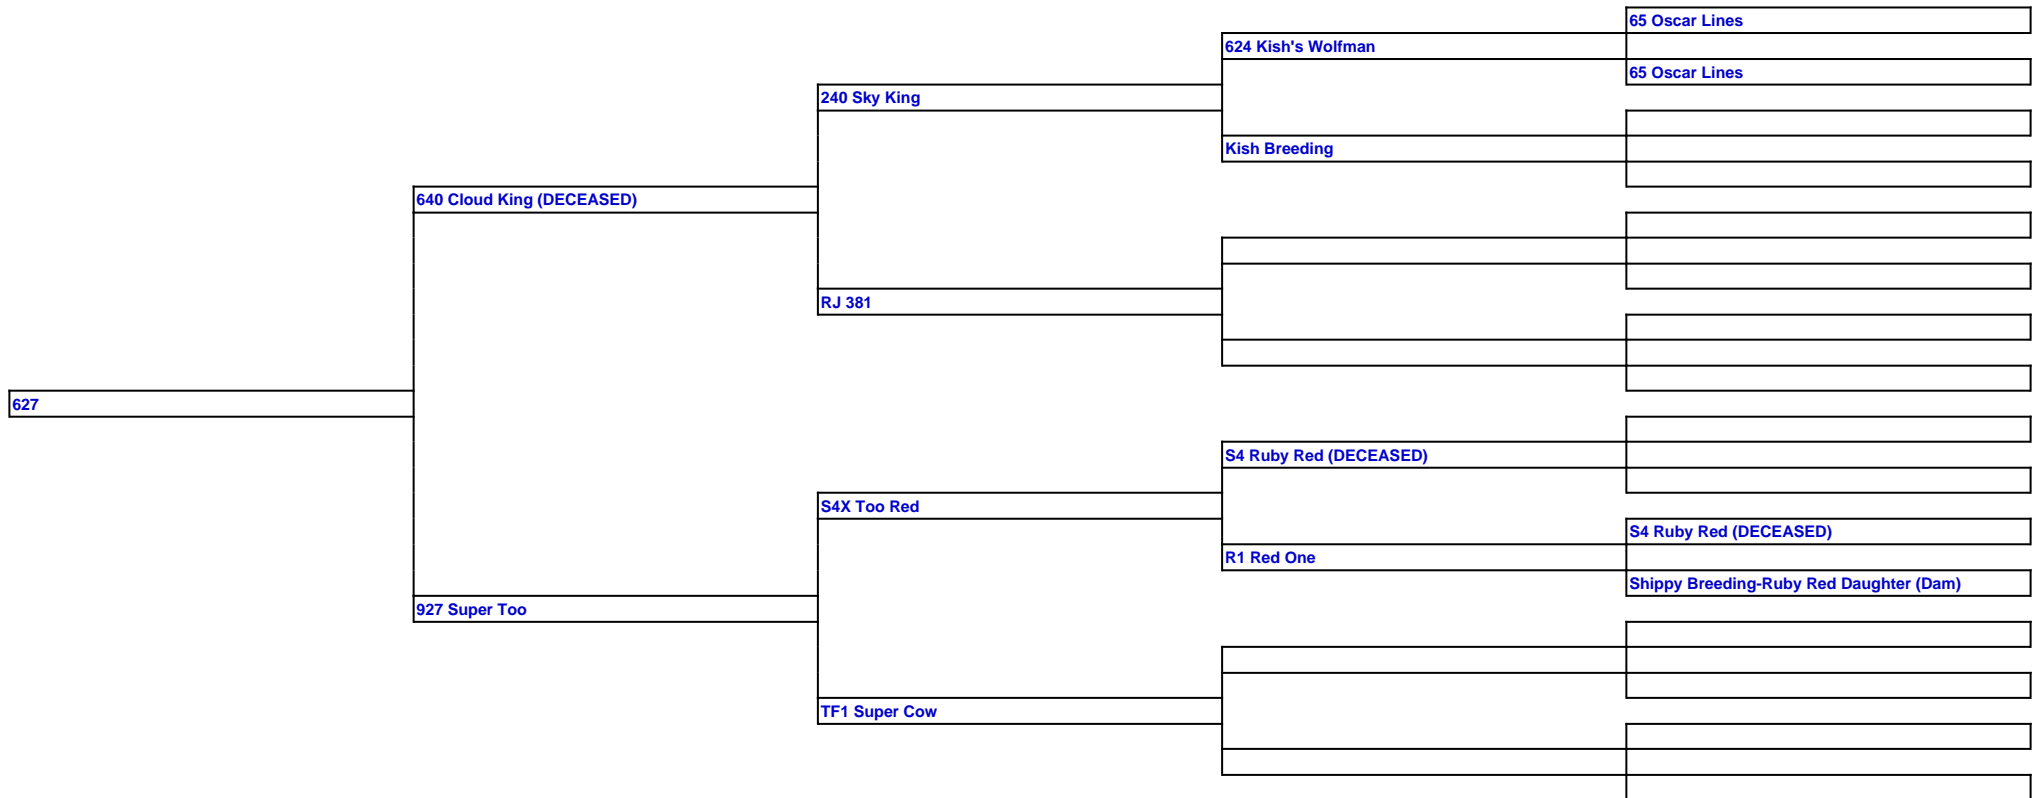 65 Oscar Lines
624 Kish's Wolfman
65 Oscar Lines
240 Sky King
Kish Breeding
640 Cloud King (DECEASED)
RJ 381
627
S4 Ruby Red (DECEASED)
S4X Too Red
S4 Ruby Red (DECEASED)
R1 Red One
Shippy Breeding-Ruby Red Daughter (Dam)
927 Super Too
TF1 Super Cow